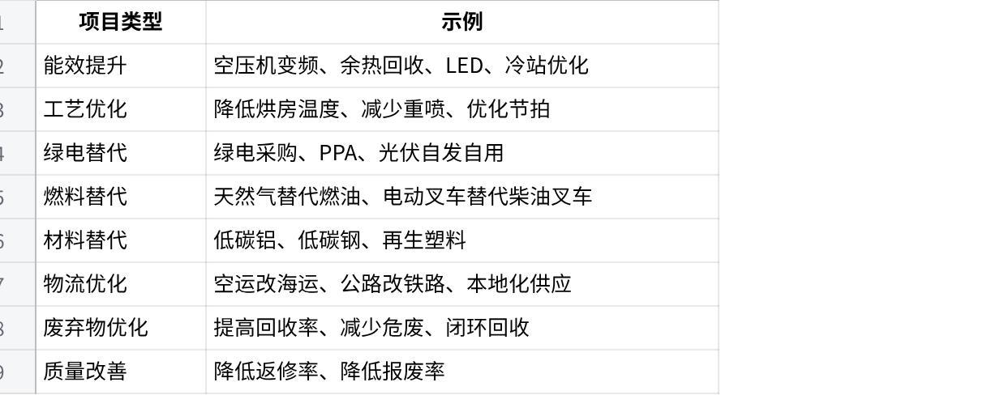 1 项目类型 示例
2 能效提升 空压机变频、余热回收、LED、冷站优化
3 工艺优化 降低烘房温度、减少重喷、优化节拍
4 绿电替代 绿电采购、PPA、光伏自发自用
5 燃料替代 天然气替代燃油、电动叉车替代柴油叉车
6 材料替代 低碳铝、低碳钢、再生塑料
7 物流优化 空运改海运、公路改铁路、本地化供应
8 废弃物优化 提高回收率、减少危废、闭环回收
9 质量改善 降低返修率、降低报废率